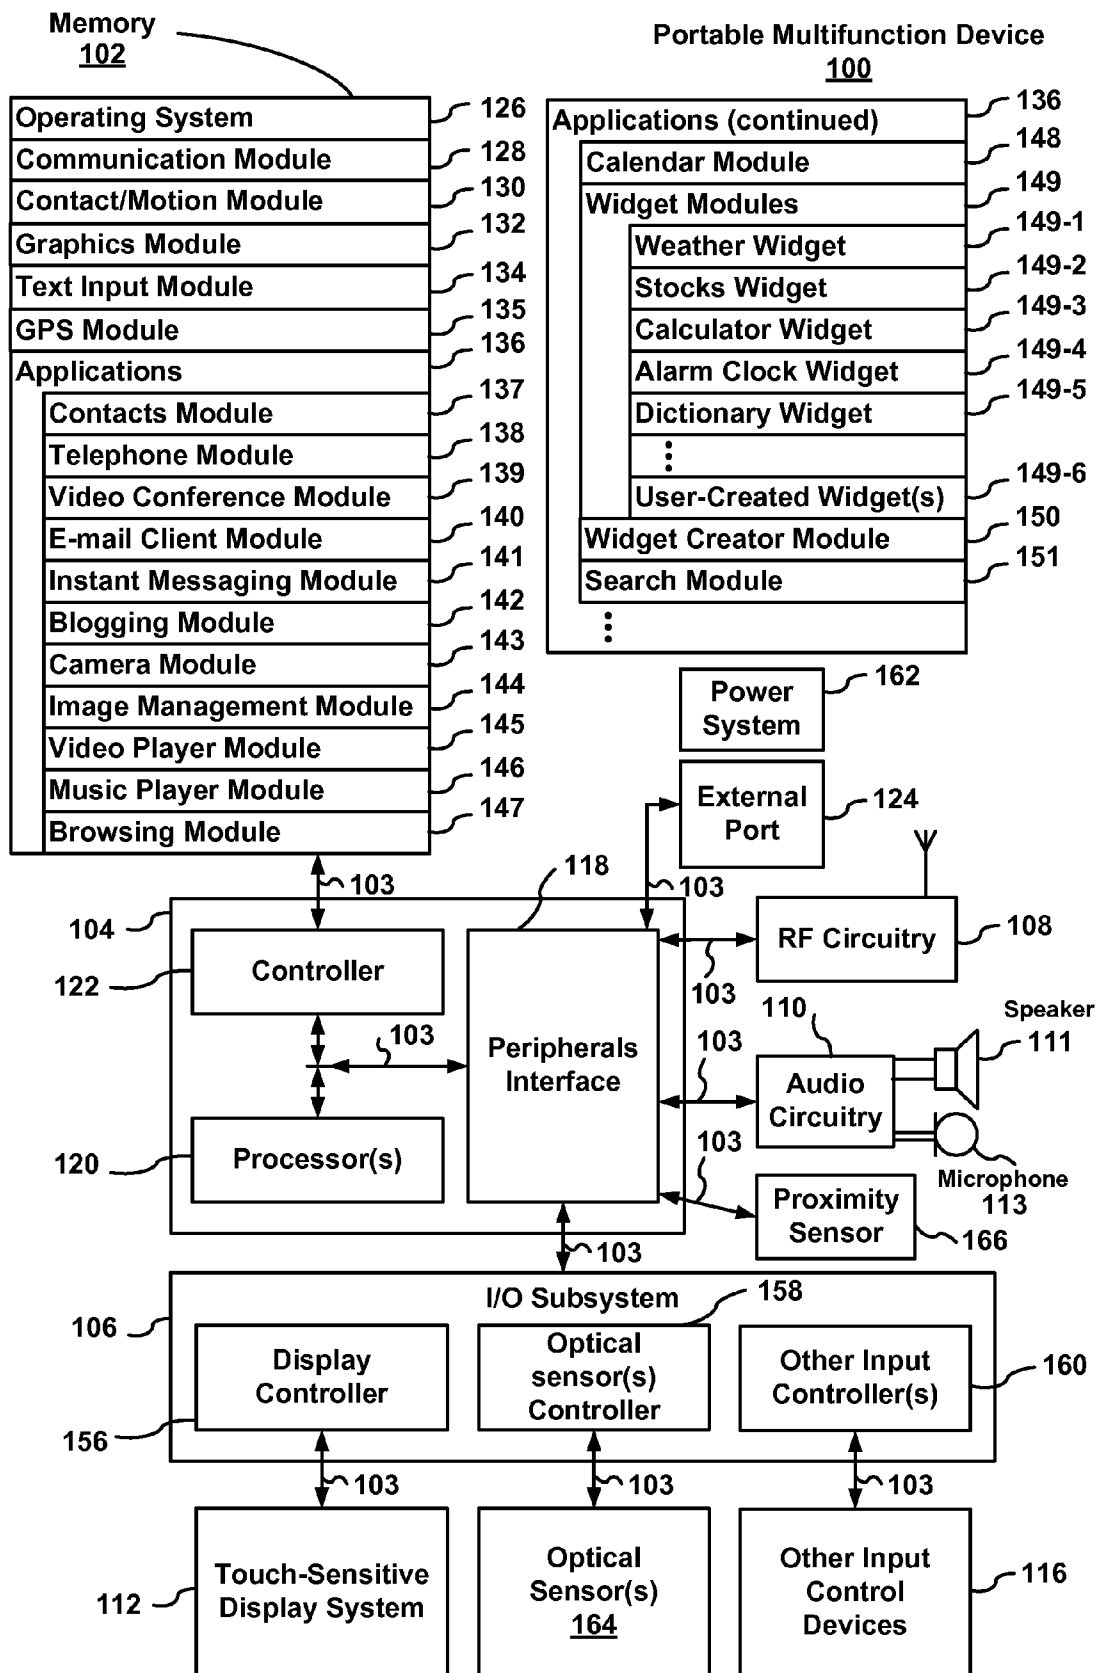 Memory
102
Portable Multifunction Device
100
Operating System 126
Communication Module 128
Contact/Motion Module 130
Graphics Module 132
Text Input Module 134
GPS Module 135
Applications 136
Contacts Module 137
Telephone Module 138
Video Conference Module 139
E-mail Client Module 140
Instant Messaging Module 141
Blogging Module 142
Camera Module 143
Image Management Module 144
Video Player Module 145
Music Player Module 146
Browsing Module 147
Applications (continued) 136
Calendar Module 148
Widget Modules 149
Weather Widget 149-1
Stocks Widget 149-2
Calculator Widget 149-3
Alarm Clock Widget 149-4
Dictionary Widget 149-5
User-Created Widget(s) 149-6
Widget Creator Module 150
Search Module 151
Power
System
162
External
Port
124
103
118
103
104
Controller
122
RF Circuitry
108
103
103
Peripherals
Interface
103
110
Audio
Circuitry
Speaker
111
Processor(s)
120
103
Microphone
113
Proximity
Sensor
166
103
I/O Subsystem
158
106
Display
Controller
156
Optical
sensor(s)
Controller
Other Input
Controller(s)
160
103
103
103
Touch-Sensitive
Display System
112
Optical
Sensor(s)
164
Other Input
Control
Devices
116